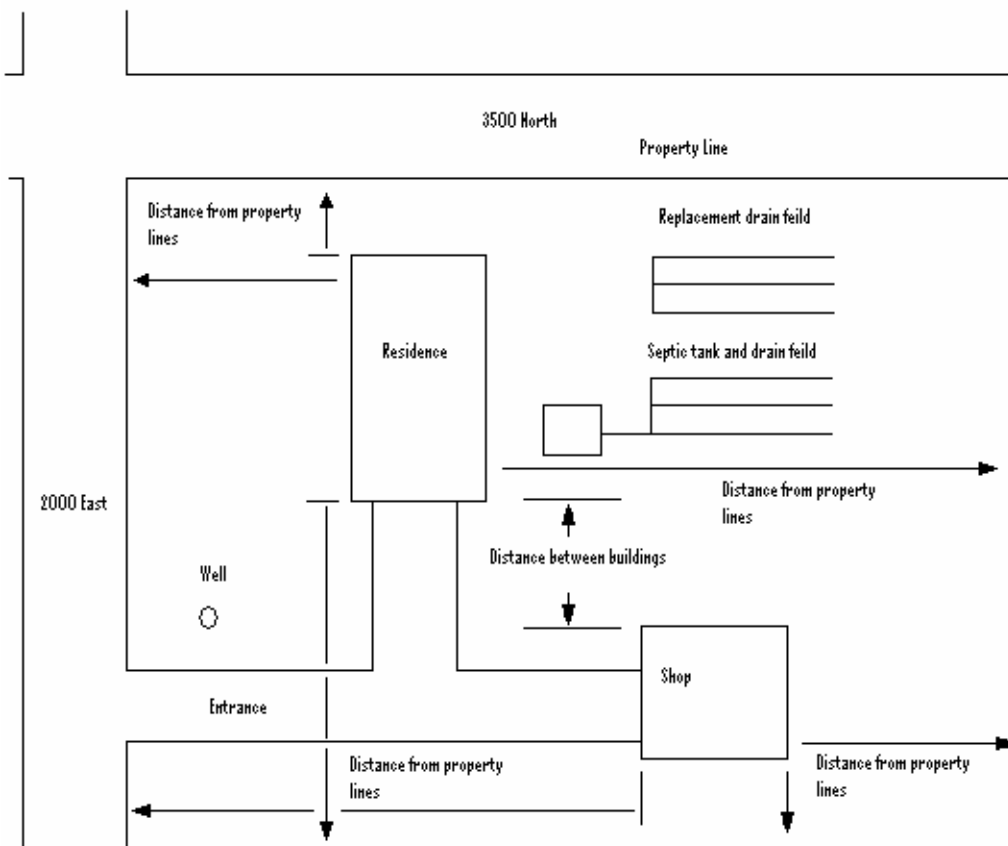 3500 North
Property Line
Distance from property
lines
Replacement drain feild
Residence
Septic tank and drain feild
2000 East
Distance from property
lines
Distance between buildings
Well
Shop
Entrance
Distance from property
lines
Distance from property
lines